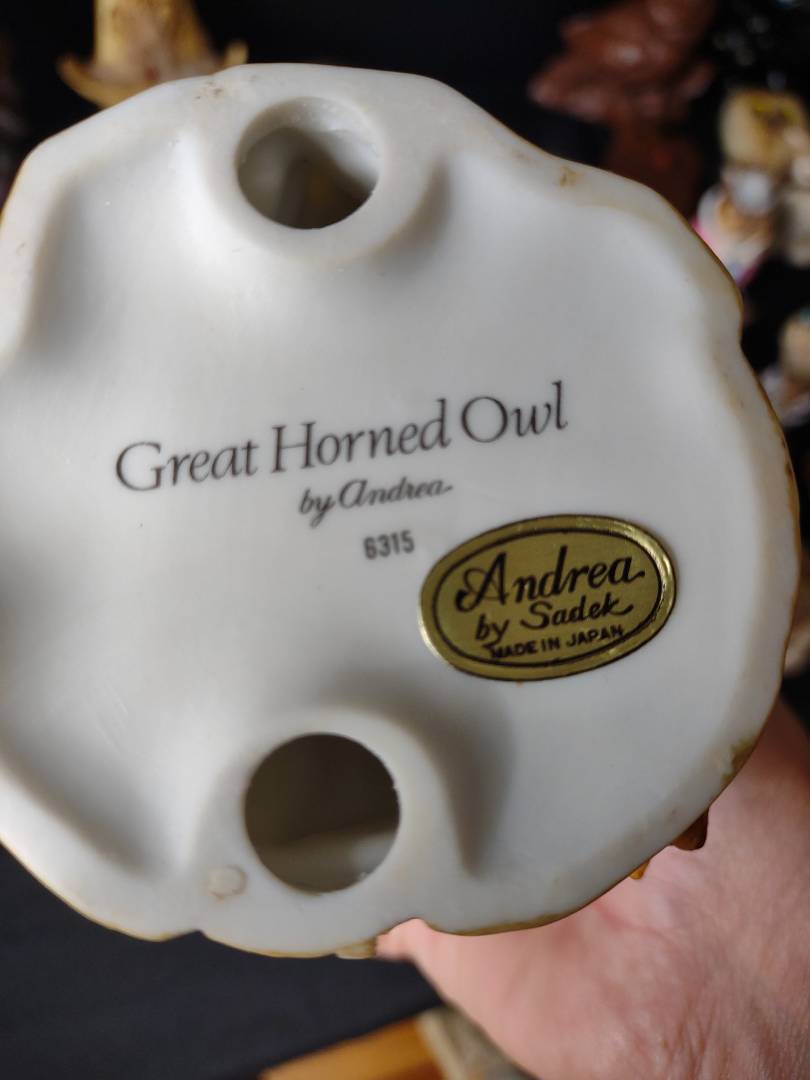 Great Horned Owl
by Andrea
6315
Andrea
by Sadek
MADE IN JAPAN